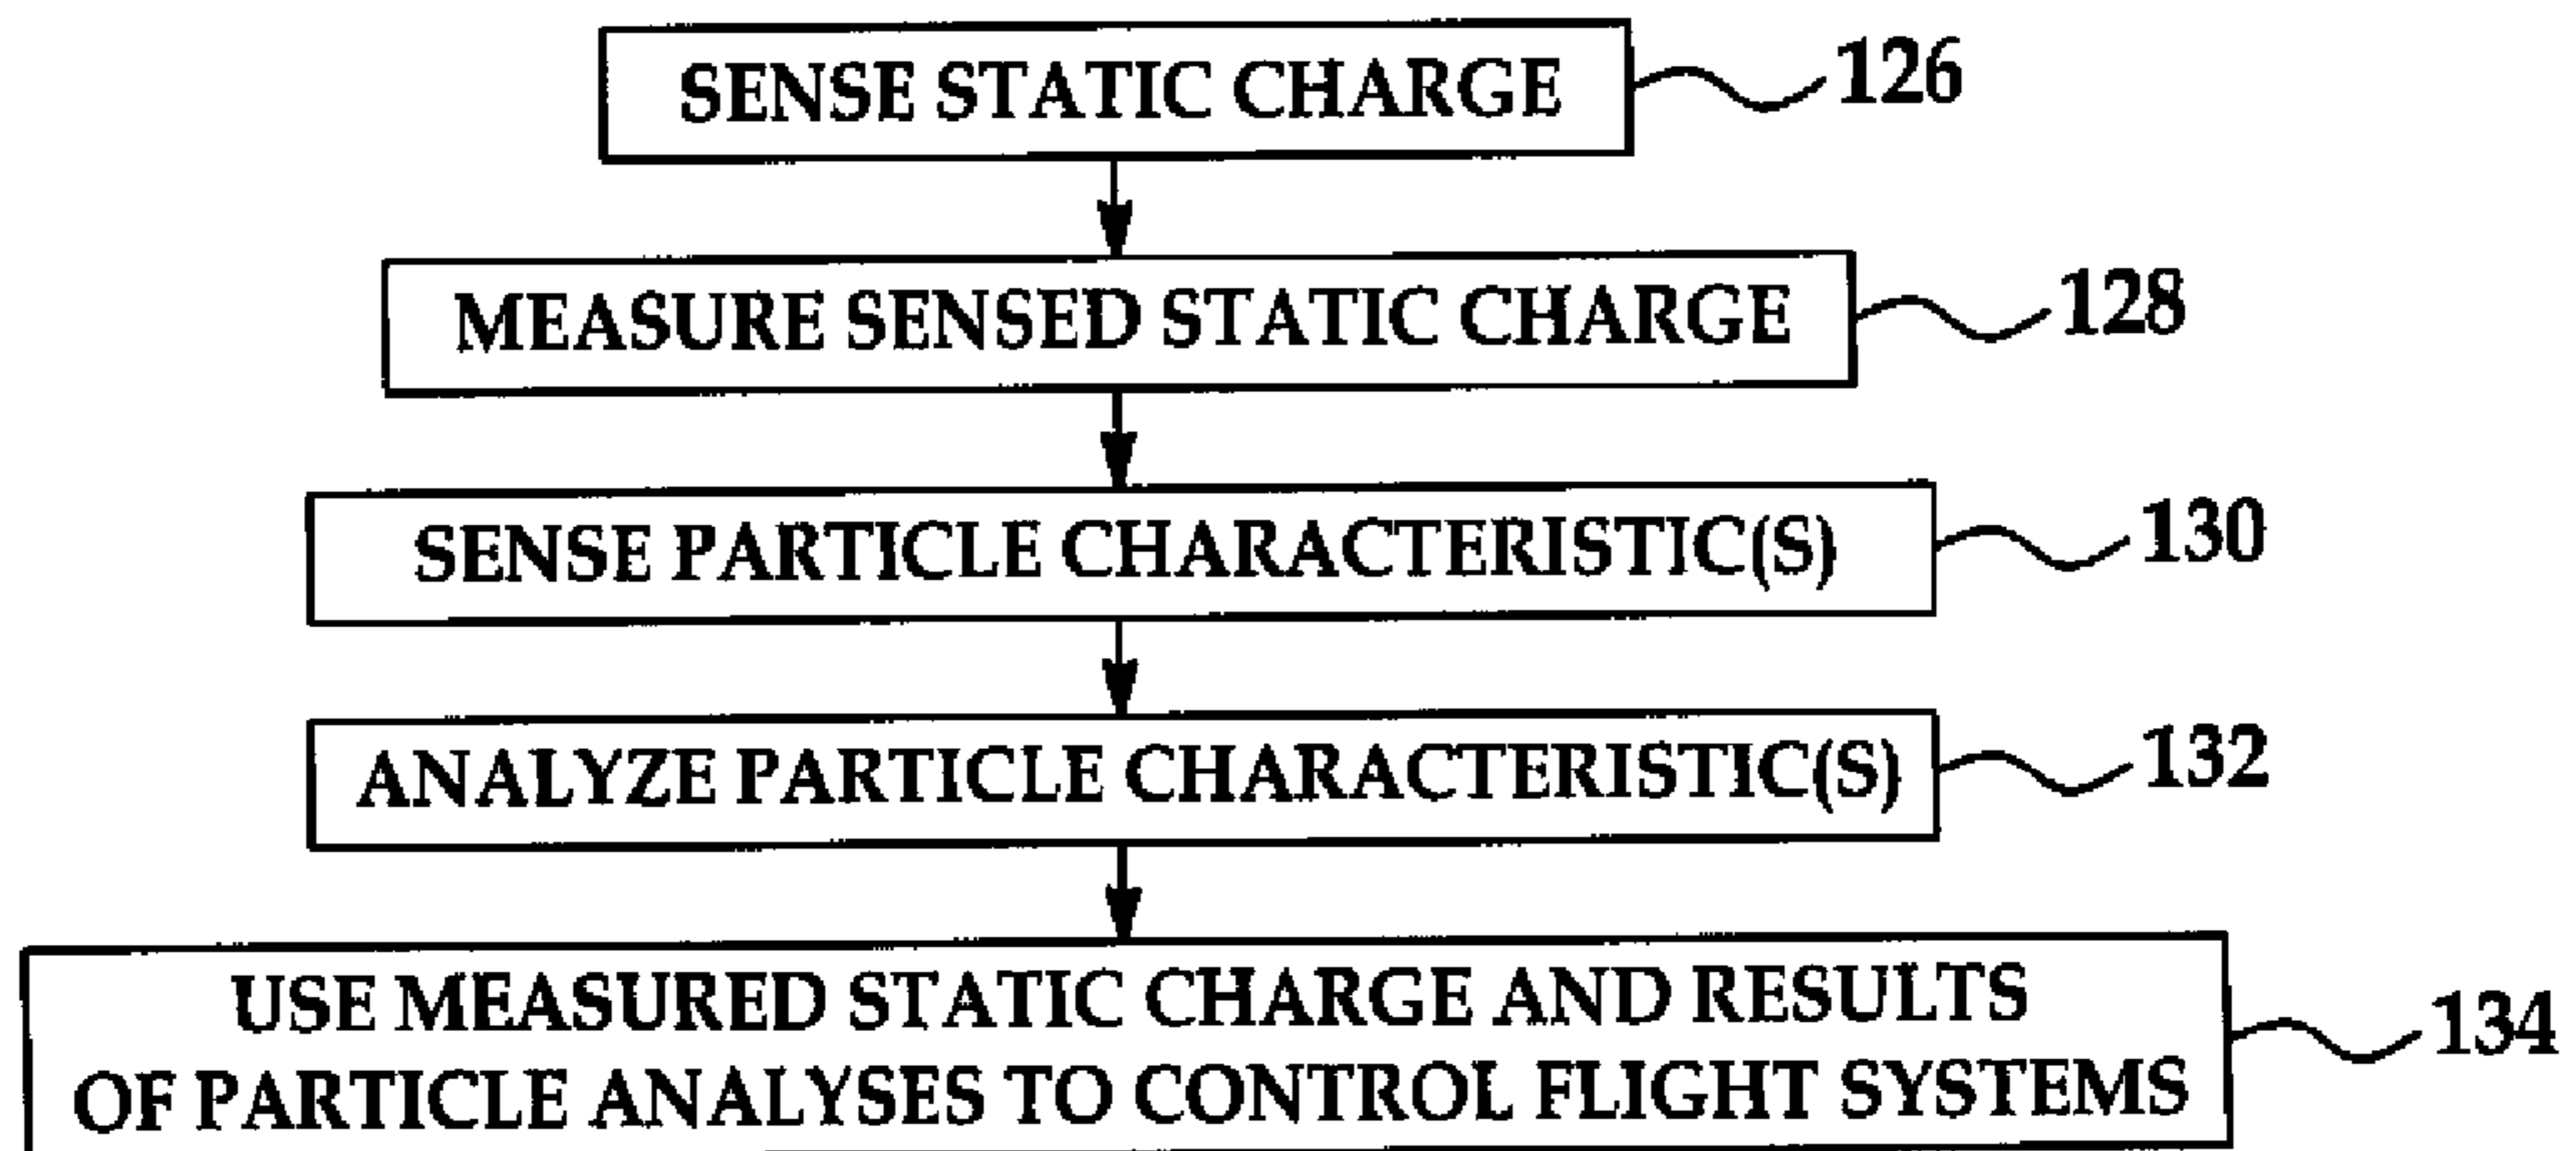 SENSE STATIC CHARGE
126
MEASURE SENSED STATIC CHARGE
128
SENSE PARTICLE CHARACTERISTIC(S)
130
ANALYZE PARTICLE CHARACTERISTIC(S)
132
USE MEASURED STATIC CHARGE AND RESULTS
OF PARTICLE ANALYSES TO CONTROL FLIGHT SYSTEMS
134